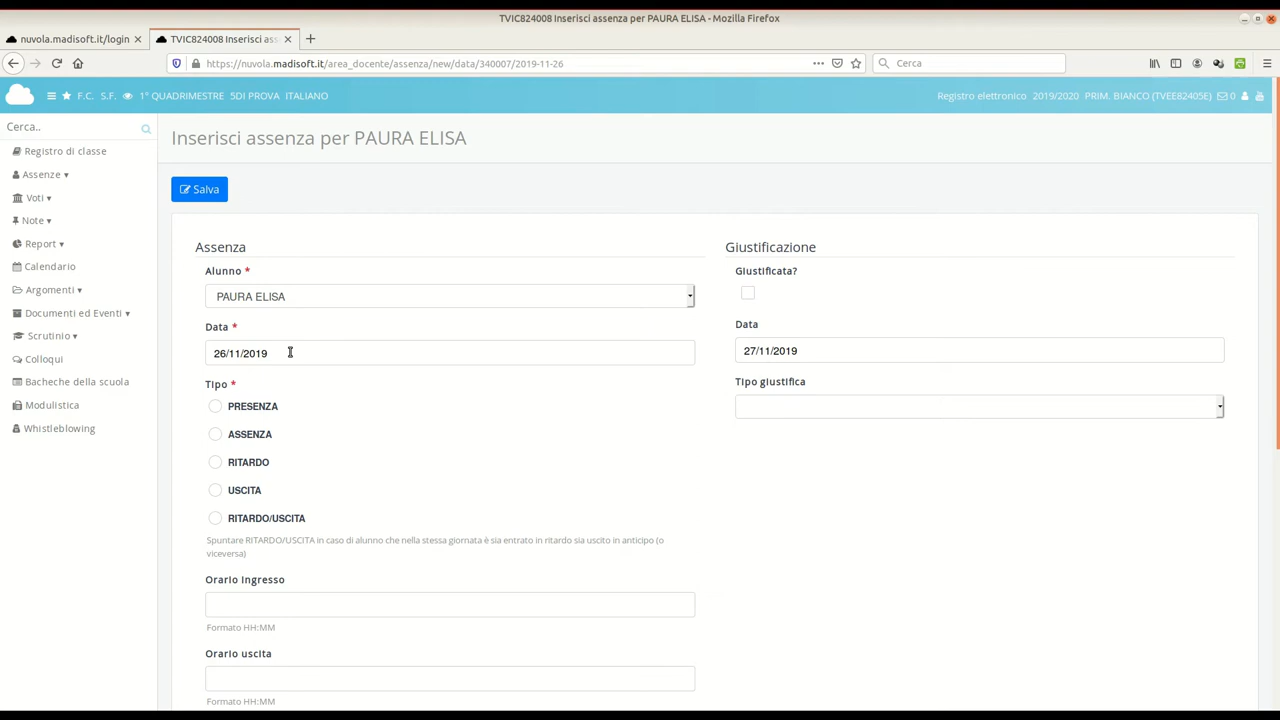 TVIC824008 Inserisci assenza per PAURA ELISA - Mozilla Firefox
nuvola.madisoft.it/login
TVIC824008 Inserisci ass
https://nuvola.madisoft.it/area_docente/assenza/new/data/340007/2019-11-26
Cerca
F.C. S.F. 1° QUADRIMESTRE 5DI PROVA ITALIANO
Registro elettronico 2019/2020 PRIM. BIANCO (TVEE82405E) 0
Cerca..
Registro di classe
Assenze
Voti
Note
Report
Calendario
Argomenti
Documenti ed Eventi
Scrutinio
Colloqui
Bacheche della scuola
Modulistica
Whistleblowing
Inserisci assenza per PAURA ELISA
Salva
Assenza
Alunno *
PAURA ELISA
Data *
26/11/2019
Tipo *
PRESENZA
ASSENZA
RITARDO
USCITA
RITARDO/USCITA
Spuntare RITARDO/USCITA in caso di alunno che nella stessa giornata è sia entrato in ritardo sia uscito in anticipo (o
viceversa)
Orario ingresso
Formato HH:MM
Orario uscita
Formato HH:MM
Giustificazione
Giustificata?
Data
27/11/2019
Tipo giustifica